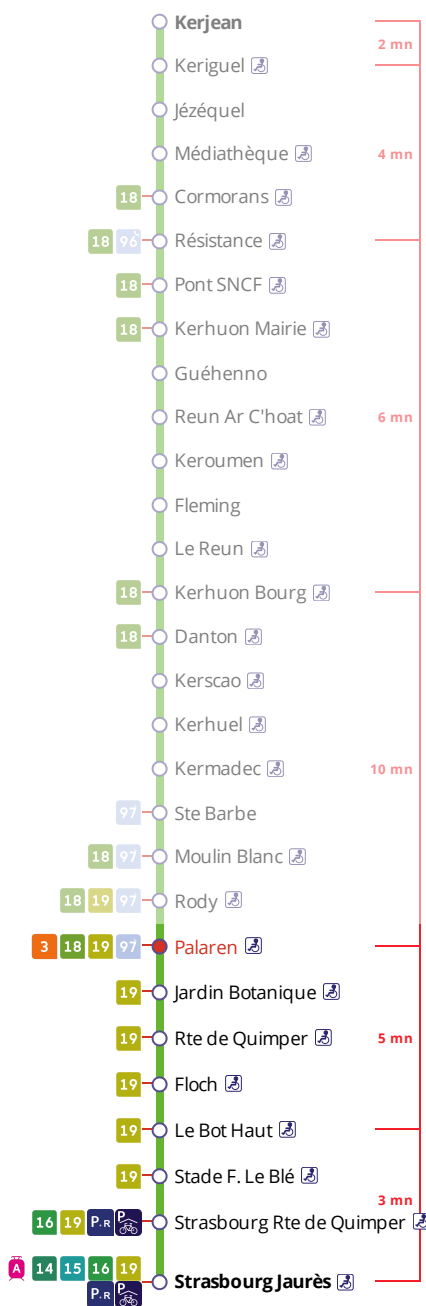 Kerjean
2 mn
Keriguel
Jézéquel
Médiathèque
4 mn
18 Cormorans
18 96 Résistance
18 Pont SNCF
18 Kerhuon Mairie
Guéhenno
Reun Ar C'hoat
6 mn
Keroumen
Fleming
Le Reun
18 Kerhuon Bourg
18 Danton
Kerscao
Kerhuel
Kermadec
10 mn
97 Ste Barbe
18 97 Moulin Blanc
18 19 97 Rody
3 18 19 97 Palaren
19 Jardin Botanique
19 Rte de Quimper
5 mn
19 Floch
19 Le Bot Haut
19 Stade F. Le Blé
3 mn
16 19 P.R P Strasbourg Rte de Quimper
A 14 15 16 19
P.R P Strasbourg Jaurès